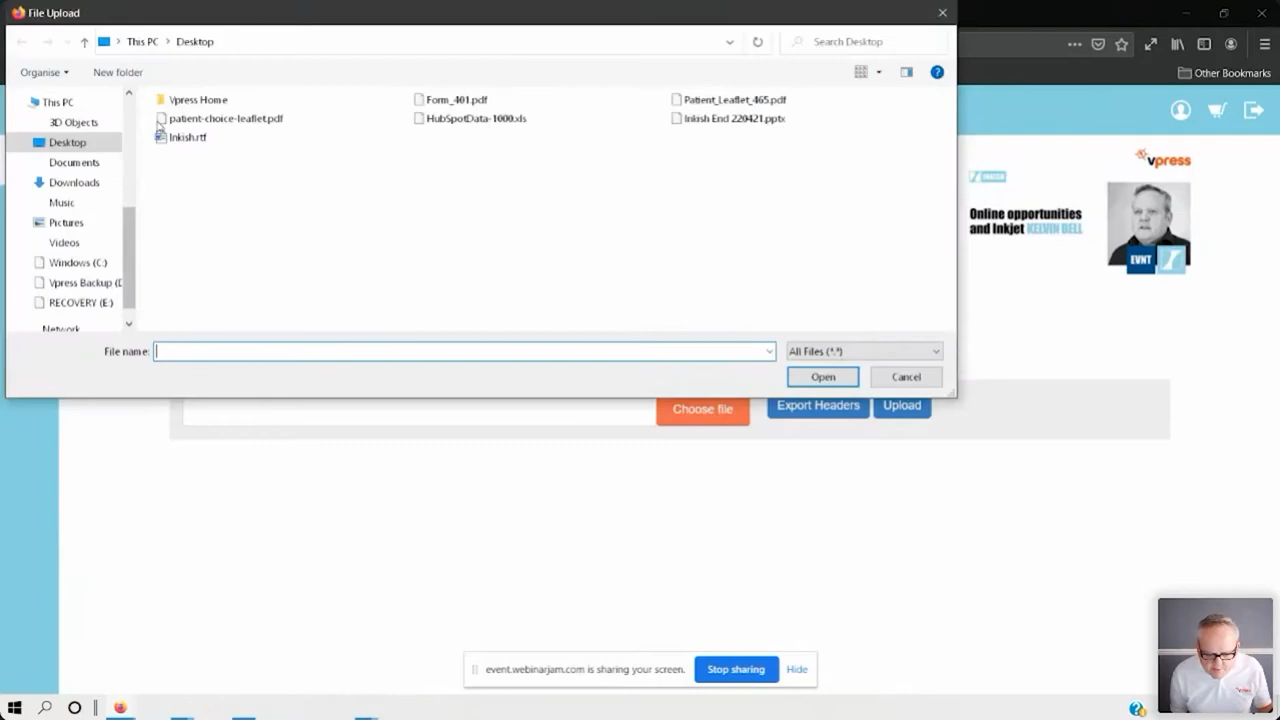 File Upload
This PC > Desktop
Search Desktop
Organise
New folder
This PC
3D Objects
Desktop
Documents
Downloads
Music
Pictures
Videos
Windows (C:)
Vpress Backup (D
RECOVERY (E:)
Network
Vpress Home
Form_401.pdf
Patient_Leaflet_465.pdf
patient-choice-leaflet.pdf
HubSpotData-1000.xls
Inkish End 220421.pptx
Inkish.rtf
File name:
All Files (*.*)
Open
Cancel
Other Bookmarks
vpress
INKISH
Online opportunities
and Inkjet KELVIN BELL
EVNT
Choose file
Export Headers
Upload
event.webinarjam.com is sharing your screen.
Stop sharing
Hide